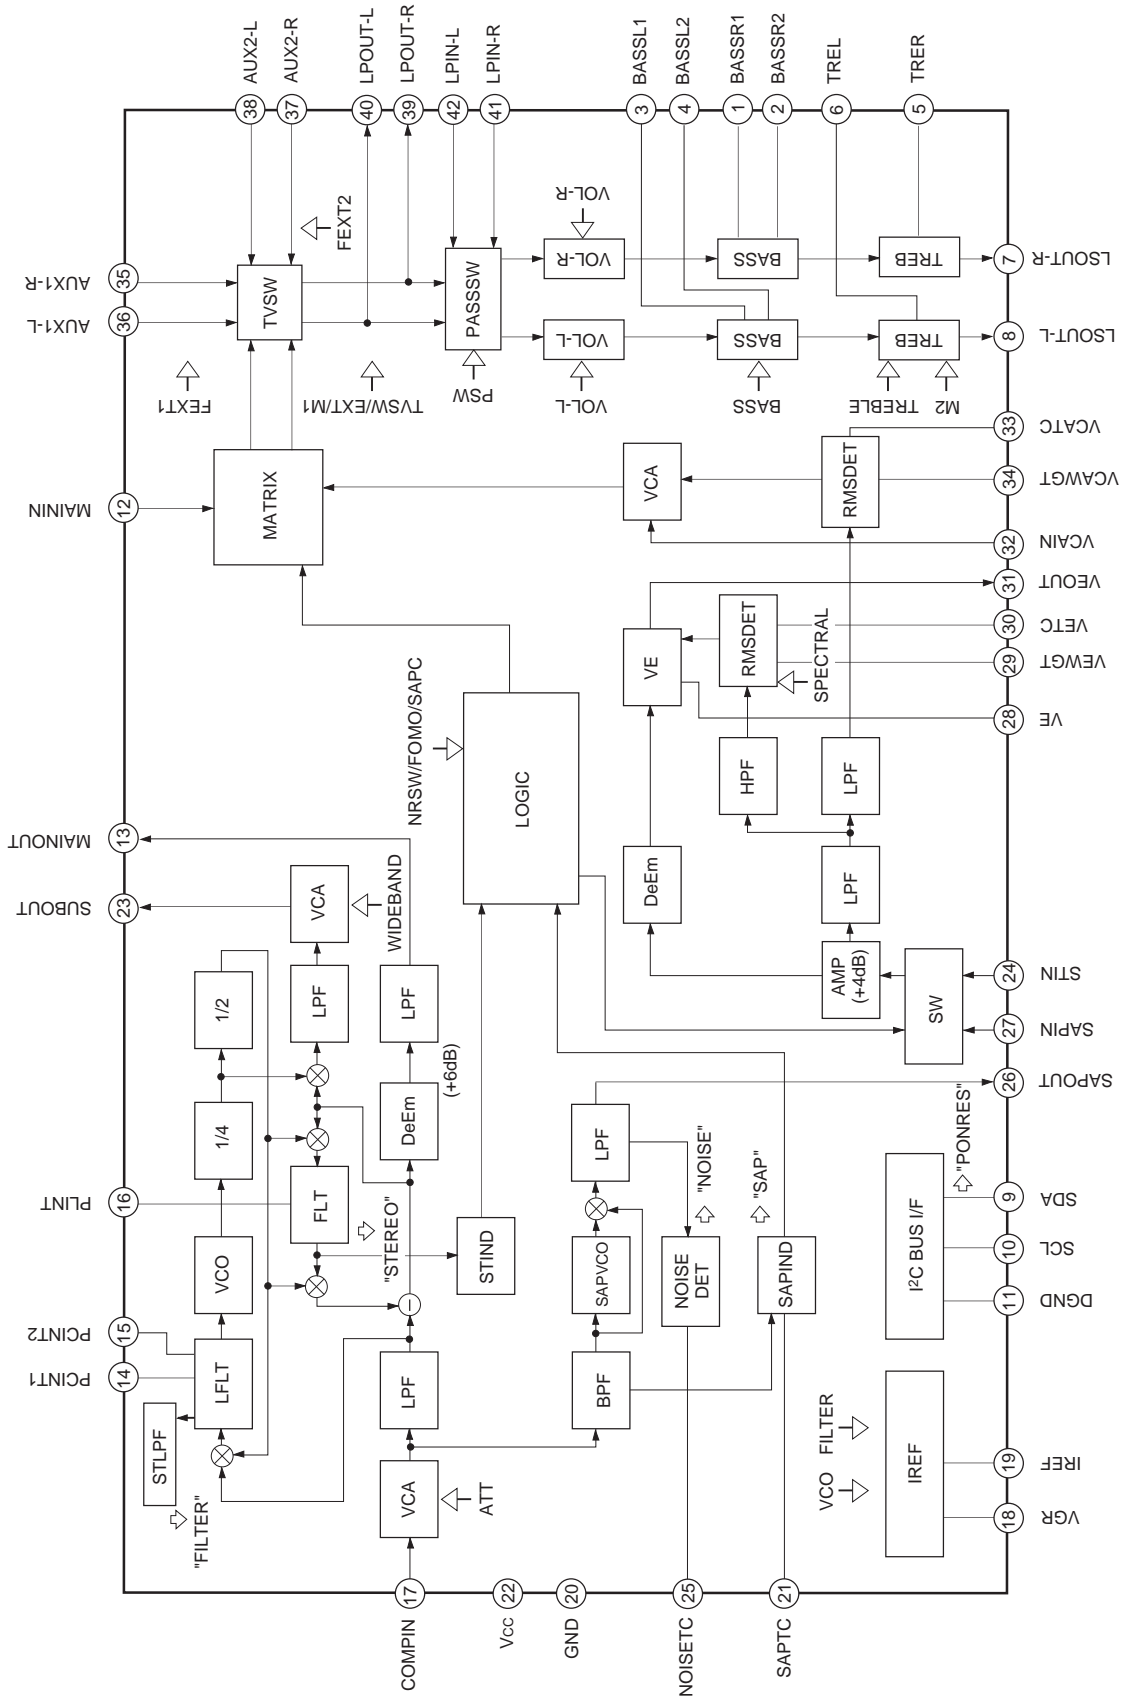 AUX2-L
AUX2-R
LPOUT-L
LPOUT-R
LPIN-L
LPIN-R
BASSL1
BASSL2
BASSR1
BASSR2
TREL
TRER
38
37
40
39
42
41
3
4
1
2
6
5
AUX1-R
35
AUX1-L
36
TVSW
FEXT2
FEXT1
TVSW/EXT/M1
PASSSW
PSW
VOL-R
VOL-R
VOL-L
VOL-L
BASS
BASS
BASS
TREB
TREB
TREBLE
M2
7
LSOUT-R
8
LSOUT-L
MAININ
12
MATRIX
VCA
RMSDET
33
VCATC
34
VCAWGT
32
VCAIN
31
VEOUT
30
VETC
29
VEWGT
28
VE
VE
RMSDET
SPECTRAL
HPF
LPF
DeEm
LPF
AMP
(+4dB)
SW
24
STIN
27
SAPIN
26
SAPOUT
NRSW/FOMO/SAPC
LOGIC
MAINOUT
13
SUBOUT
23
VCA
WIDEBAND
LPF
LPF
(+6dB)
DeEm
1/2
1/4
PLINT
16
FLT
"STEREO"
STIND
VCO
PCINT2
15
PCINT1
14
LFLT
STLPF
"FILTER"
LPF
VCA
ATT
LPF
SAPVCO
BPF
NOISE
DET
"NOISE"
SAPIND
"SAP"
I²C BUS I/F
"PONRES"
9
SDA
10
SCL
11
DGND
VCO
FILTER
IREF
19
IREF
18
VGR
17
COMPIN
22
Vcc
20
GND
25
NOISETC
21
SAPTC